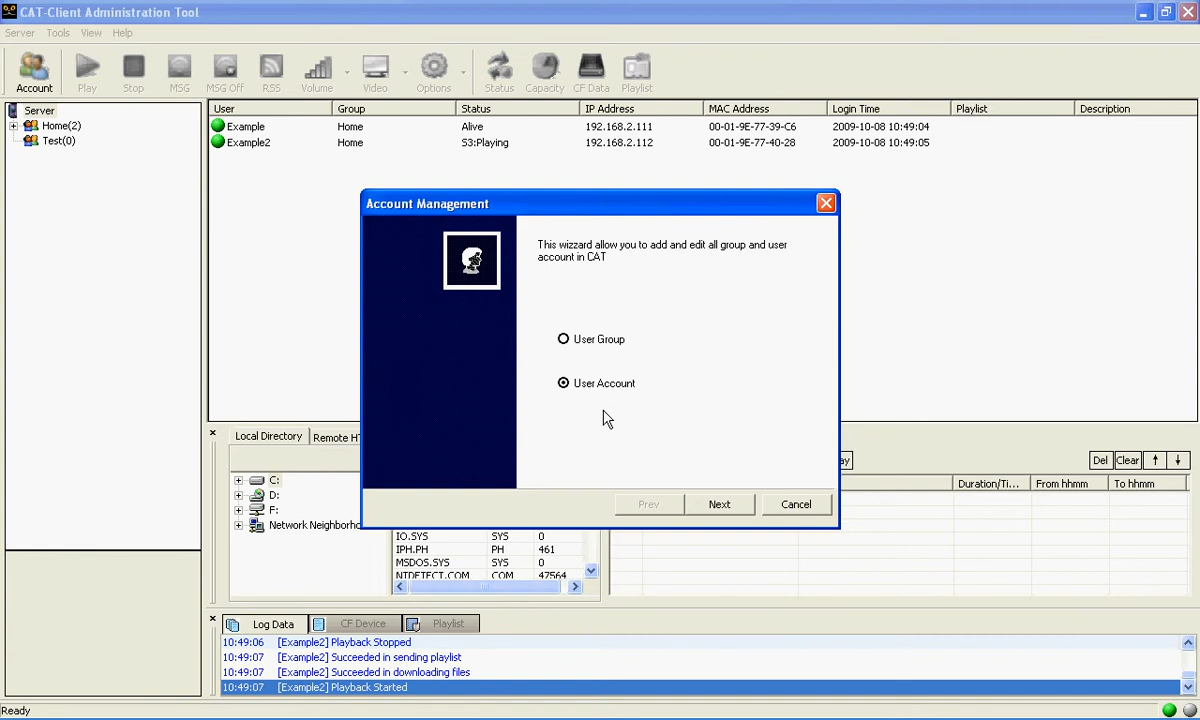 CAT-Client Administration Tool
Server Tools View Help
Account Play Stop MSG MSG Off RSS Volume Video Options Status Capacity CF Data Playlist
Server
Home(2)
Test(0)
User Group Status IP Address MAC Address Login Time Playlist Description
Example Home Alive 192.168.2.111 00-01-9E-77-39-C6 2009-10-08 10:49:04
Example2 Home S3:Playing 192.168.2.112 00-01-9E-77-40-28 2009-10-08 10:49:05
Account Management
This wizard allow you to add and edit all group and user
account in CAT
User Group
User Account
Prev Next Cancel
Local Directory Remote HT
Del Clear
Duration/Ti... From hhmm To hhmm
C:
D:
F:
Network Neighborho
IO.SYS SYS 0
IPH.PH PH 461
MSDOS.SYS SYS 0
NTDETECT.COM COM 47564
Log Data CF Device Playlist
10:49:06 [Example2] Playback Stopped
10:49:07 [Example2] Succeeded in sending playlist
10:49:07 [Example2] Succeeded in downloading files
10:49:07 [Example2] Playback Started
Ready